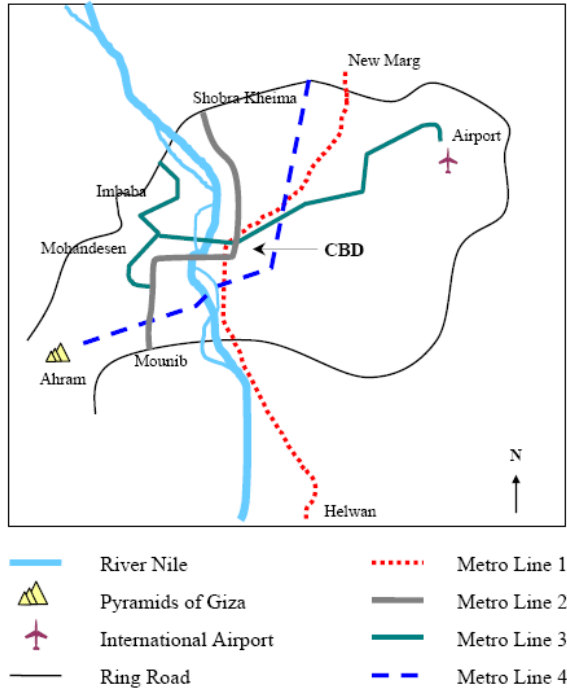 New Marg
Shobra Kheima
Airport
Imbaba
Mohandesen
CBD
Mounib
Ahram
N
Helwan
River Nile
Metro Line 1
Pyramids of Giza
Metro Line 2
International Airport
Metro Line 3
Ring Road
Metro Line 4